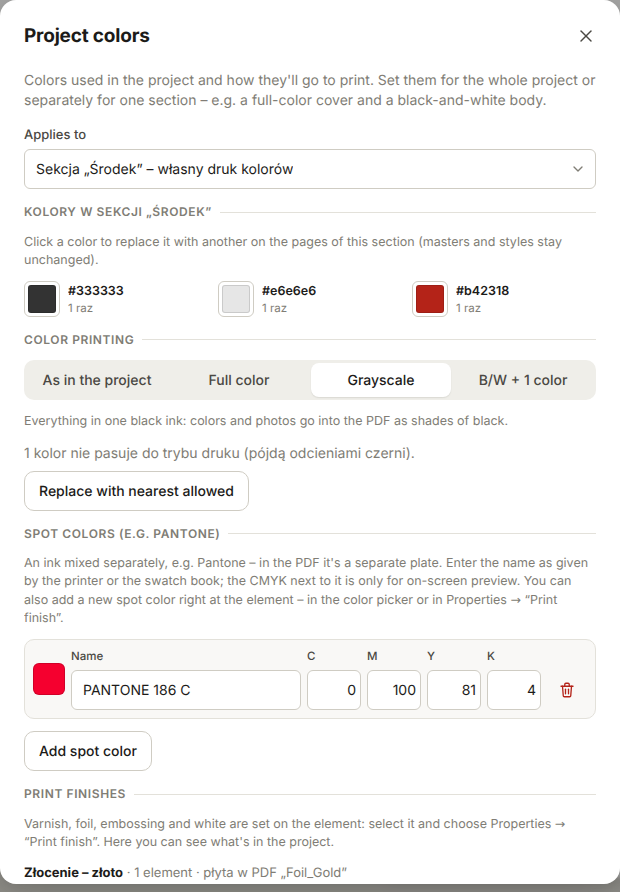 Project colors
Colors used in the project and how they'll go to print. Set them for the whole project or
separately for one section – e.g. a full-color cover and a black-and-white body.
Applies to
Sekcja „Środek” – własny druk kolorów
KOLORY W SEKCJI „ŚRODEK”
Click a color to replace it with another on the pages of this section (masters and styles stay
unchanged).
#333333
1 raz
#e6e6e6
1 raz
#b42318
1 raz
COLOR PRINTING
As in the project
Full color
Grayscale
B/W + 1 color
Everything in one black ink: colors and photos go into the PDF as shades of black.
1 kolor nie pasuje do trybu druku (pójdą odcieniami czerni).
Replace with nearest allowed
SPOT COLORS (E.G. PANTONE)
An ink mixed separately, e.g. Pantone – in the PDF it's a separate plate. Enter the name as given
by the printer or the swatch book; the CMYK next to it is only for on-screen preview. You can
also add a new spot color right at the element – in the color picker or in Properties → “Print
finish”.
Name C M Y K
PANTONE 186 C 0 100 81 4
Add spot color
PRINT FINISHES
Varnish, foil, embossing and white are set on the element: select it and choose Properties →
“Print finish”. Here you can see what's in the project.
Złocenie – złoto · 1 element · płyta w PDF „Foil_Gold”